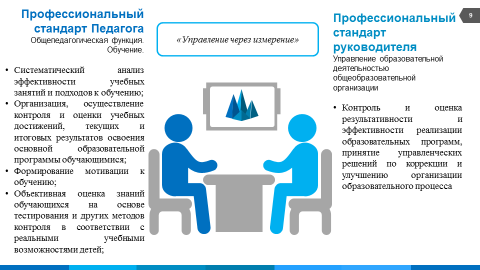 Профессиональный
стандарт Педагога
Общепедагогическая функция.
Обучение.
• Систематический анализ
эффективности учебных
занятий и подходов к обучению;
• Организация, осуществление
контроля и оценки учебных
достижений, текущих и
итоговых результатов освоения
основной образовательной
программы обучающимися;
• Формирование мотивации к
обучению;
• Объективная оценка знаний
обучающихся на основе
тестирования и других методов
контроля в соответствии с
реальными учебными
возможностями детей;
«Управление через измерение»
Профессиональный
стандарт
руководителя
Управление образовательной
деятельностью
общеобразовательной
организации
• Контроль и оценка
результативности и
эффективности реализации
образовательных программ,
принятие управленческих
решений по коррекции и
улучшению организации
образовательного процесса
9